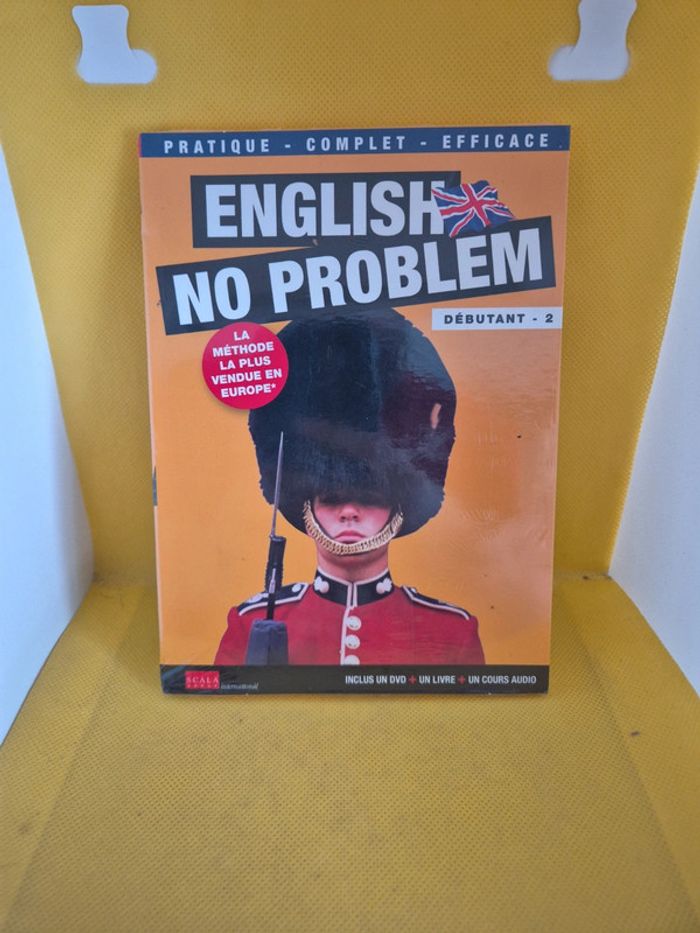 PRATIQUE - COMPLET - EFFICACE
ENGLISH
NO PROBLEM
DÉBUTANT - 2
LA
MÉTHODE
LA PLUS
VENDUE EN
EUROPE*
SCALA
INCLUS UN DVD + UN LIVRE + UN COURS AUDIO